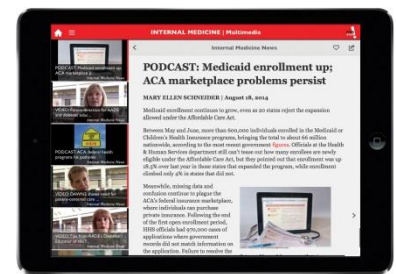 INTERNAL MEDICINE | Multimedia
Internal Medicine News
PODCAST: Medicaid enrollment up;
ACA marketplace problems persist
MARY ELLEN SCHNEIDER | August 18, 2014
Medicaid enrollment continues to grow, even as 20 states reject the expansion
allowed under the Affordable Care Act.
Between May and June, more than 600,000 individuals enrolled in the Medicaid or
Children's Health Insurance programs, bringing the total to about 66 million
nationwide, according to the most recent government figures. Officials at the Health
& Human Services department still can't tease out how many enrollees are newly
eligible under the Affordable Care Act, but they pointed out that enrollment was up
18.5% over last year in those states that expanded the program, while enrollment
climbed only 4% in states that did not.
Meanwhile, missing data and
confusion continue to plague the
ACA's federal insurance marketplace,
where individuals can purchase
private insurance. Following the end
of the first open enrollment period,
HHS officials had 970,000 cases of
applications where government
records did not match information on
the application. Failure to resolve the
PODCAST: Medicaid enrollment up;
ACA marketplace p...
Internal Medicine News
Internal Medicine News
PODCAST: ACA helped health
Internal Medicine News
patient-centered care ...
Internal Medicine News
Internal Medicine News